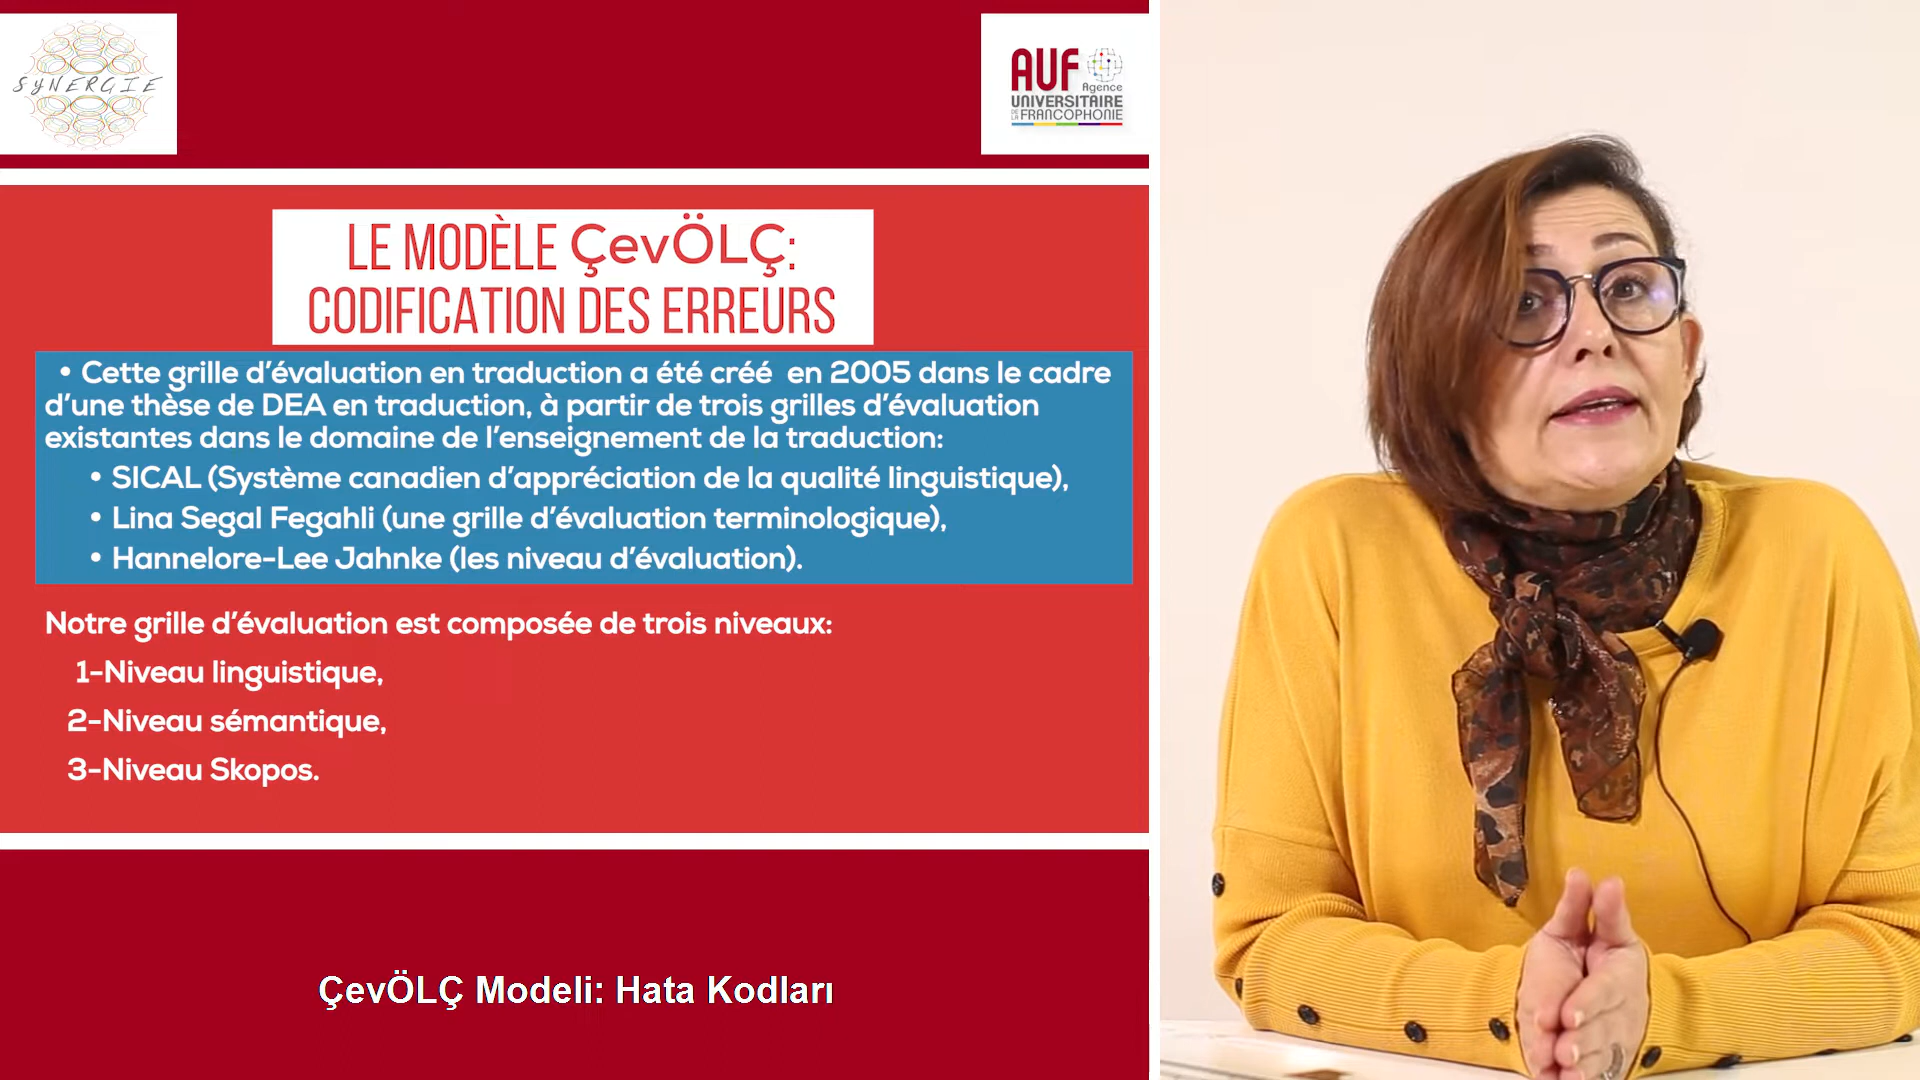 SYNERGIE
AUF
Agence
UNIVERSITAIRE
DE LA FRANCOPHONIE
LE MODÈLE ÇevÖLÇ:
CODIFICATION DES ERREURS
• Cette grille d’évaluation en traduction a été créé en 2005 dans le cadre
d’une thèse de DEA en traduction, à partir de trois grilles d’évaluation
existantes dans le domaine de l’enseignement de la traduction:
• SICAL (Système canadien d’appréciation de la qualité linguistique),
• Lina Segal Fegahli (une grille d’évaluation terminologique),
• Hannelore-Lee Jahnke (les niveau d’évaluation).
Notre grille d’évaluation est composée de trois niveaux:
1-Niveau linguistique,
2-Niveau sémantique,
3-Niveau Skopos.
ÇevÖLÇ Modeli: Hata Kodları